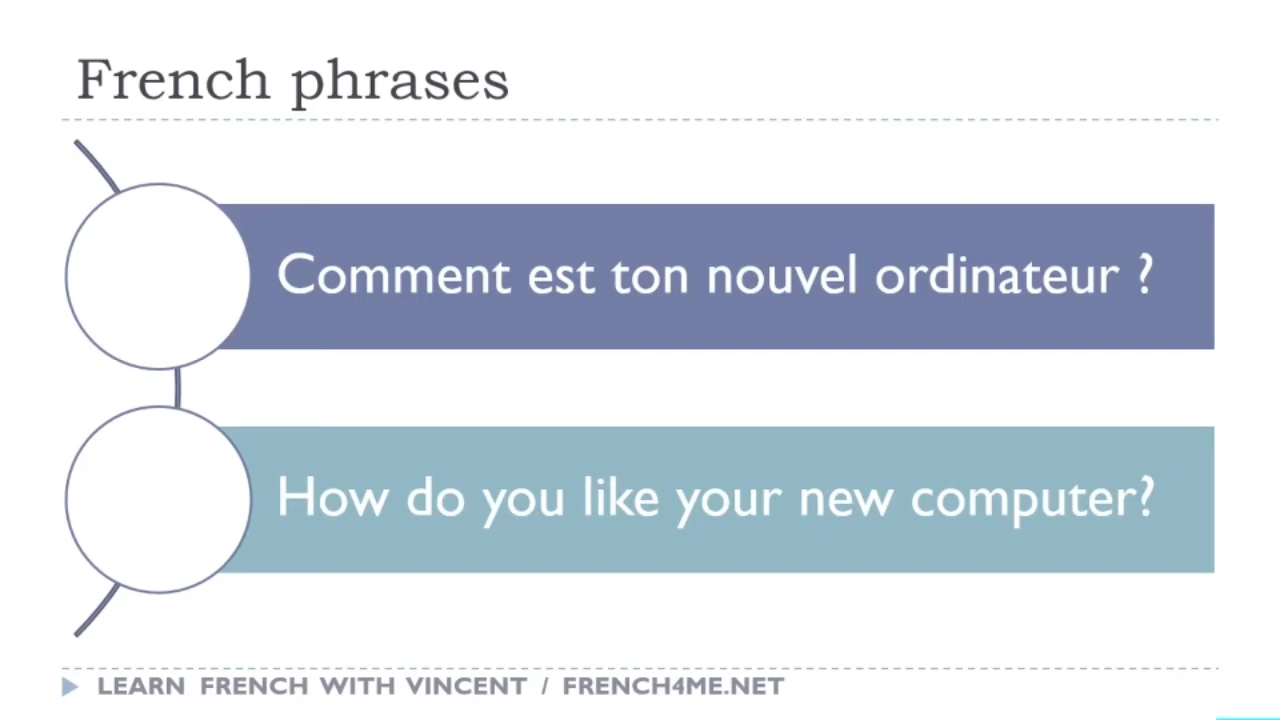 French phrases
Comment est ton nouvel ordinateur ?
How do you like your new computer?
LEARN FRENCH WITH VINCENT / FRENCH4ME.NET